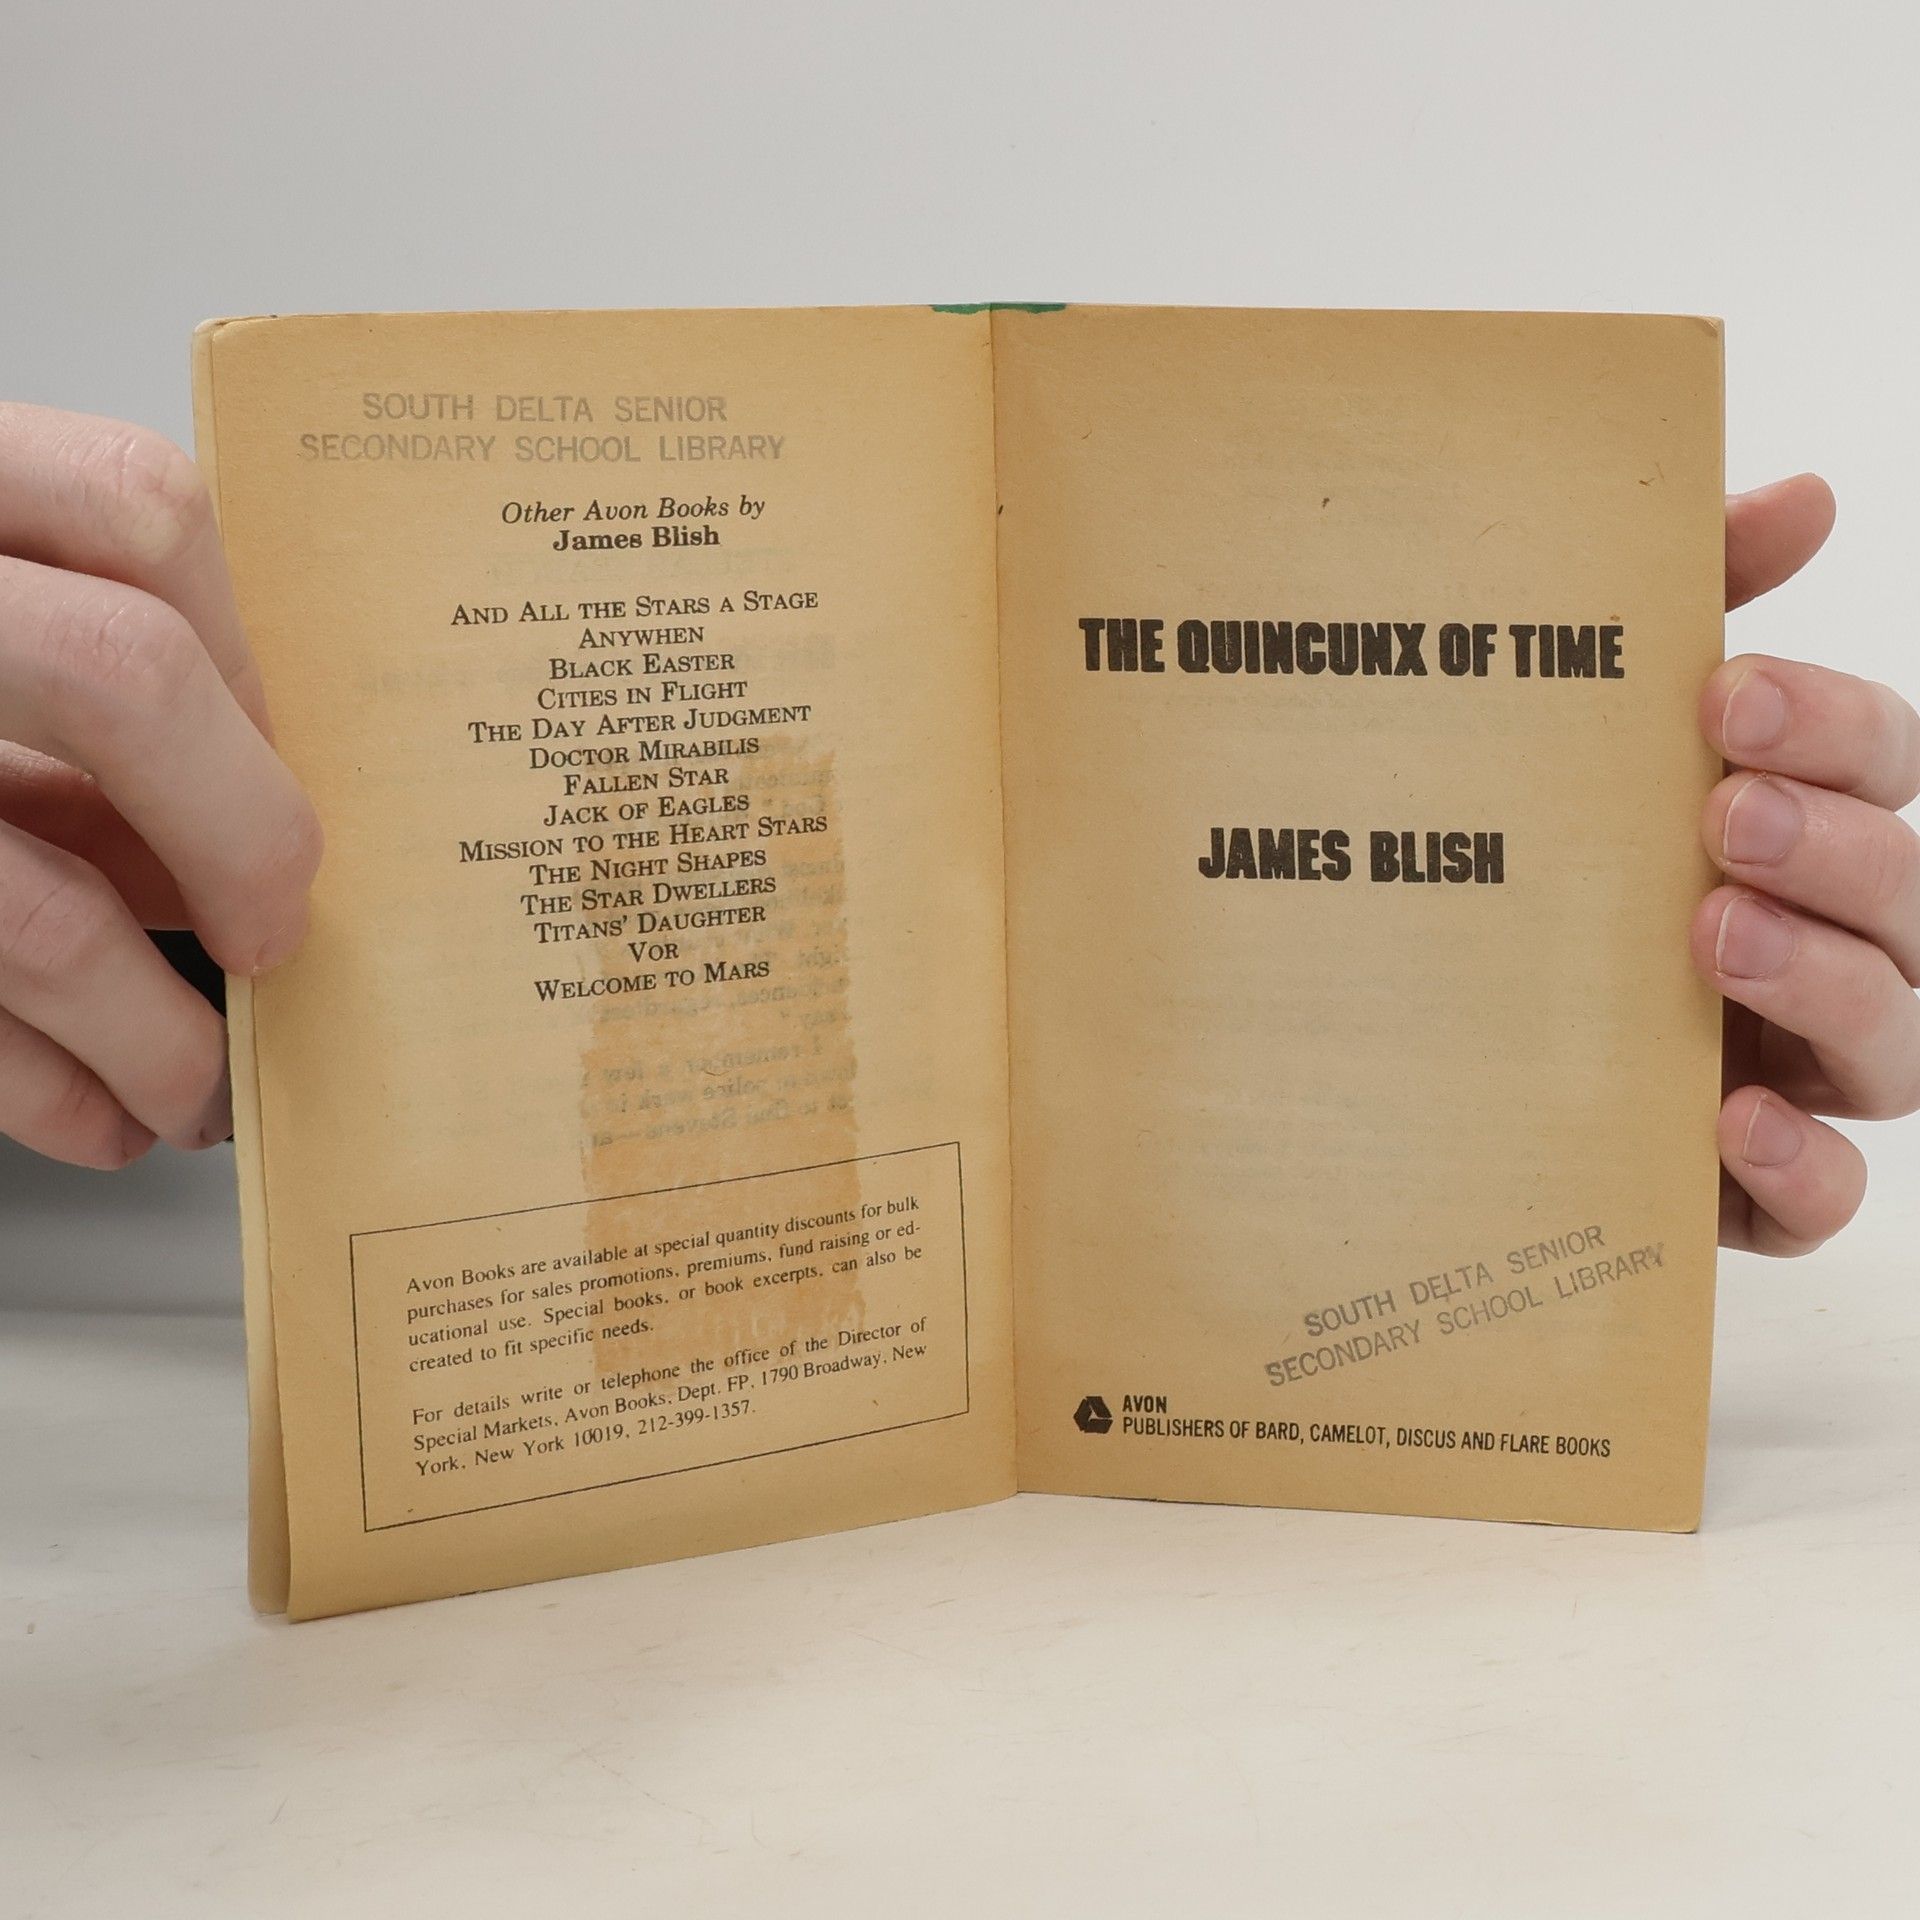 SOUTH DELTA SENIOR
SECONDARY SCHOOL LIBRARY
Other Avon Books by
James Blish
AND ALL THE STARS A STAGE
ANYWHEN
BLACK EASTER
CITIES IN FLIGHT
THE DAY AFTER JUDGMENT
DOCTOR MIRABILIS
FALLEN STAR
JACK OF EAGLES
MISSION TO THE HEART STARS
THE NIGHT SHAPES
THE STAR DWELLERS
TITANS' DAUGHTER
VOR
WELCOME TO MARS
Avon Books are available at special quantity discounts for bulk
purchases for sales promotions, premiums, fund raising or ed-
ucational use. Special books, or book excerpts, can also be
created to fit specific needs.
For details write or telephone the office of the Director of
Special Markets, Avon Books, Dept. FP, 1790 Broadway, New
York, New York 10019, 212-399-1357.
THE QUINCUNX OF TIME
JAMES BLISH
SOUTH DELTA SENIOR
SECONDARY SCHOOL LIBRARY
AVON
PUBLISHERS OF BARD, CAMELOT, DISCUS AND FLARE BOOKS